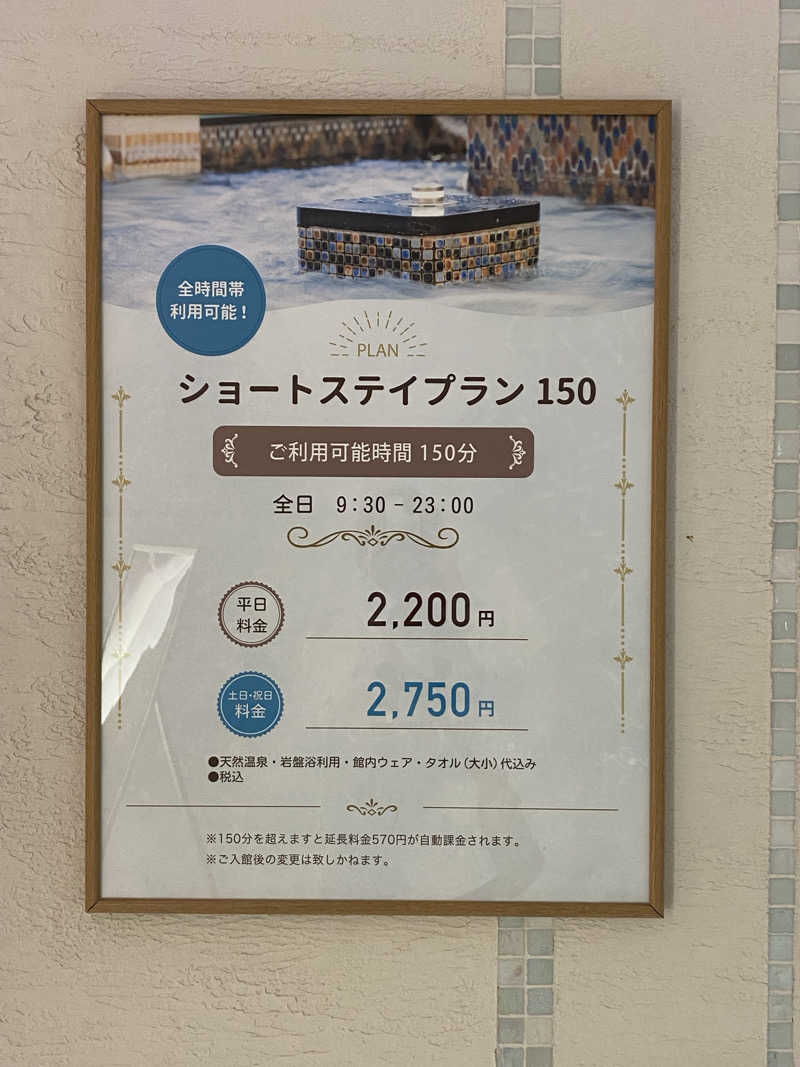 全時間帯
利用可能！
PLAN
ショートステイプラン 150
ご利用可能時間 150分
全日 9:30 – 23:00
平日
料金
2,200 円
土日・祝日
料金
2,750 円
●天然温泉・岩盤浴利用・館内ウェア・タオル（大小）代込み
●税込
※150分を超えますと延長料金570円が自動課金されます。
※ご入館後の変更は致しかねます。